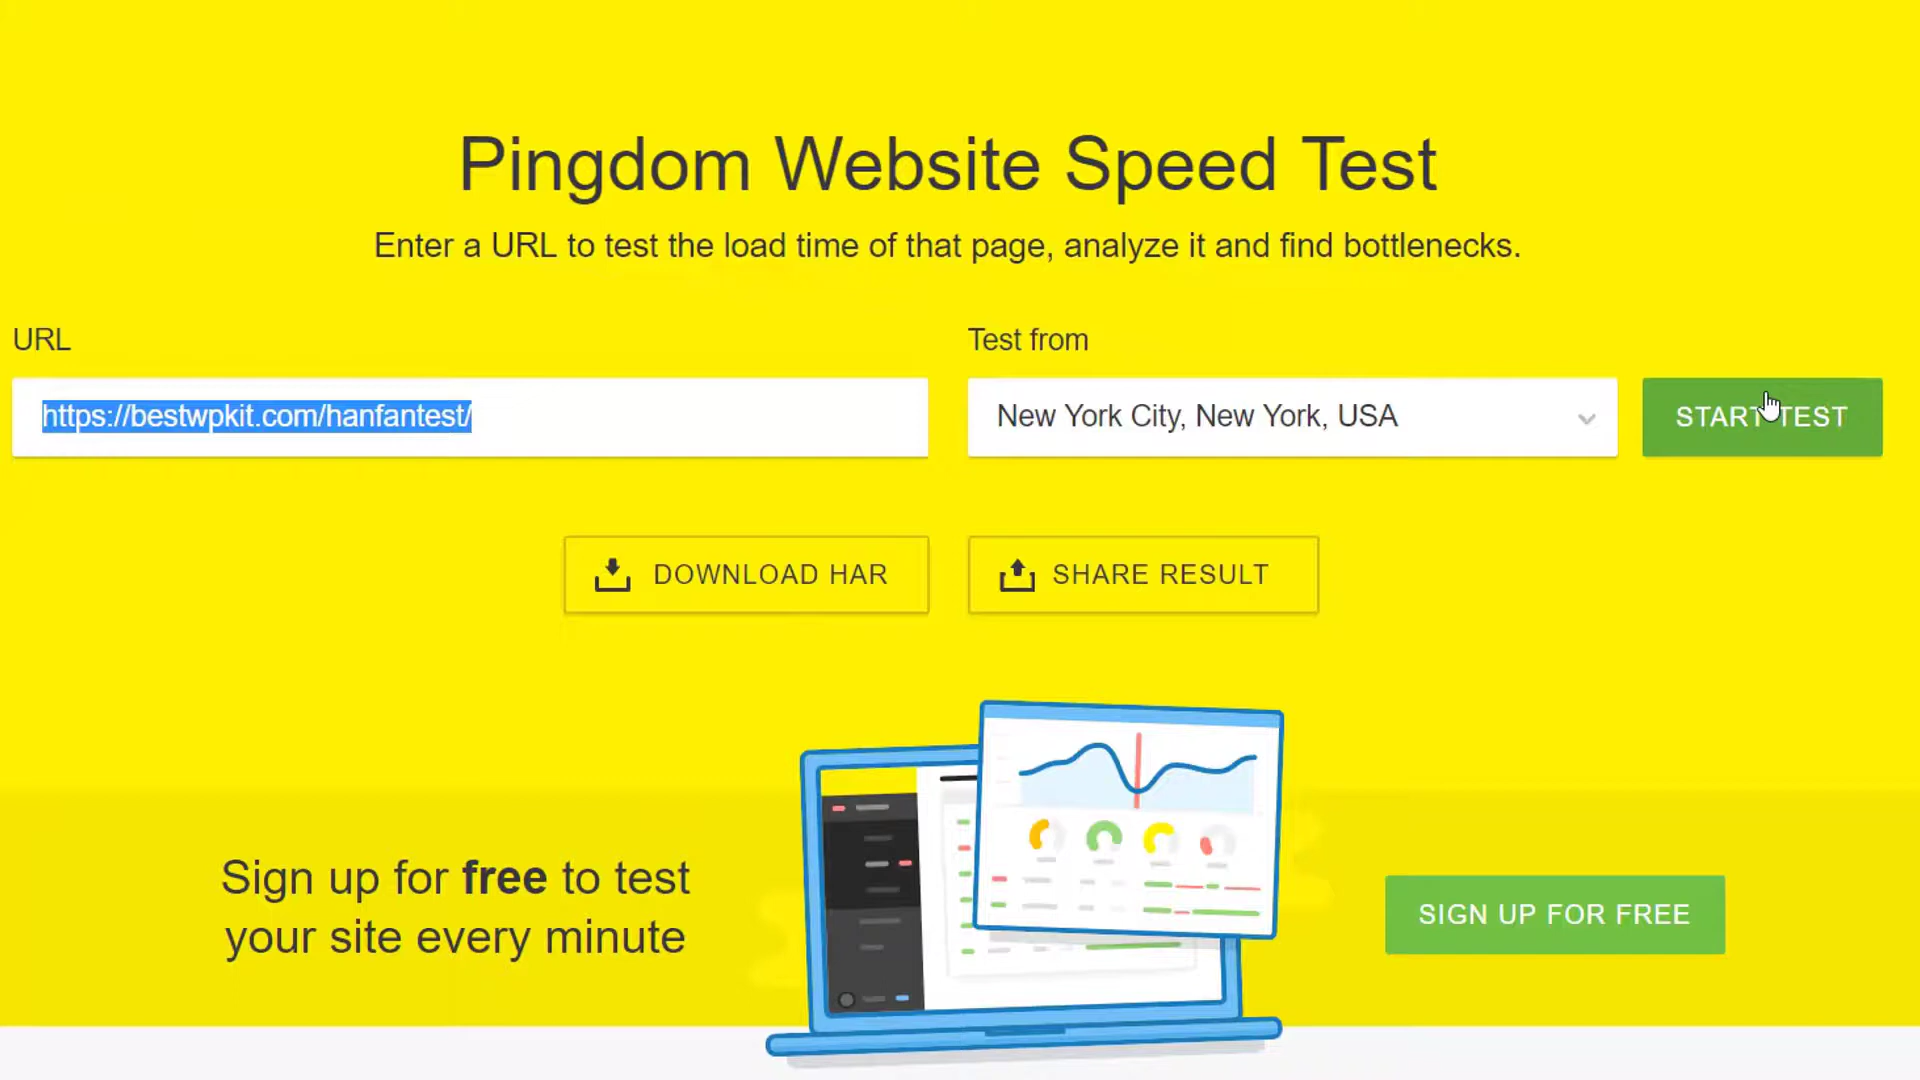 Pingdom Website Speed Test
Enter a URL to test the load time of that page, analyze it and find bottlenecks.
URL
Test from
https://bestwpkit.com/hanfantest/
New York City, New York, USA
START TEST
DOWNLOAD HAR
SHARE RESULT
Sign up for free to test
your site every minute
SIGN UP FOR FREE